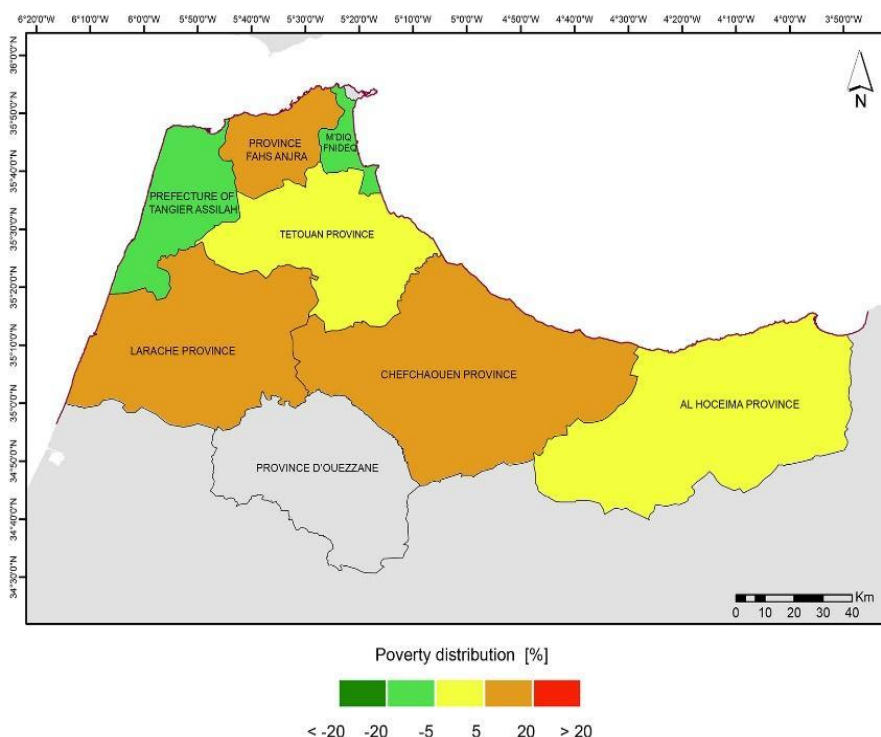 6°20'0"W 6°10'0"W 6°0'0"W 5°50'0"W 5°40'0"W 5°30'0"W 5°20'0"W 5°10'0"W 5°0'0"W 4°50'0"W 4°40'0"W 4°30'0"W 4°20'0"W 4°10'0"W 4°0'0"W 3°50'0"W
36°0'0"N
35°50'0"N
35°40'0"N
35°30'0"N
35°20'0"N
35°10'0"N
35°0'0"N
34°50'0"N
34°40'0"N
34°30'0"N
N
M'DIQ
FNIDEQ
PROVINCE
FAHS ANJRA
PREFECTURE OF
TANGIER ASSILAH
TETOUAN PROVINCE
LARACHE PROVINCE
CHEFCHAOUEN PROVINCE
AL HOCEIMA PROVINCE
PROVINCE D'OUEZZANE
Km
0 10 20 30 40
Poverty distribution [%]
< -20 -20 -5 5 20 > 20